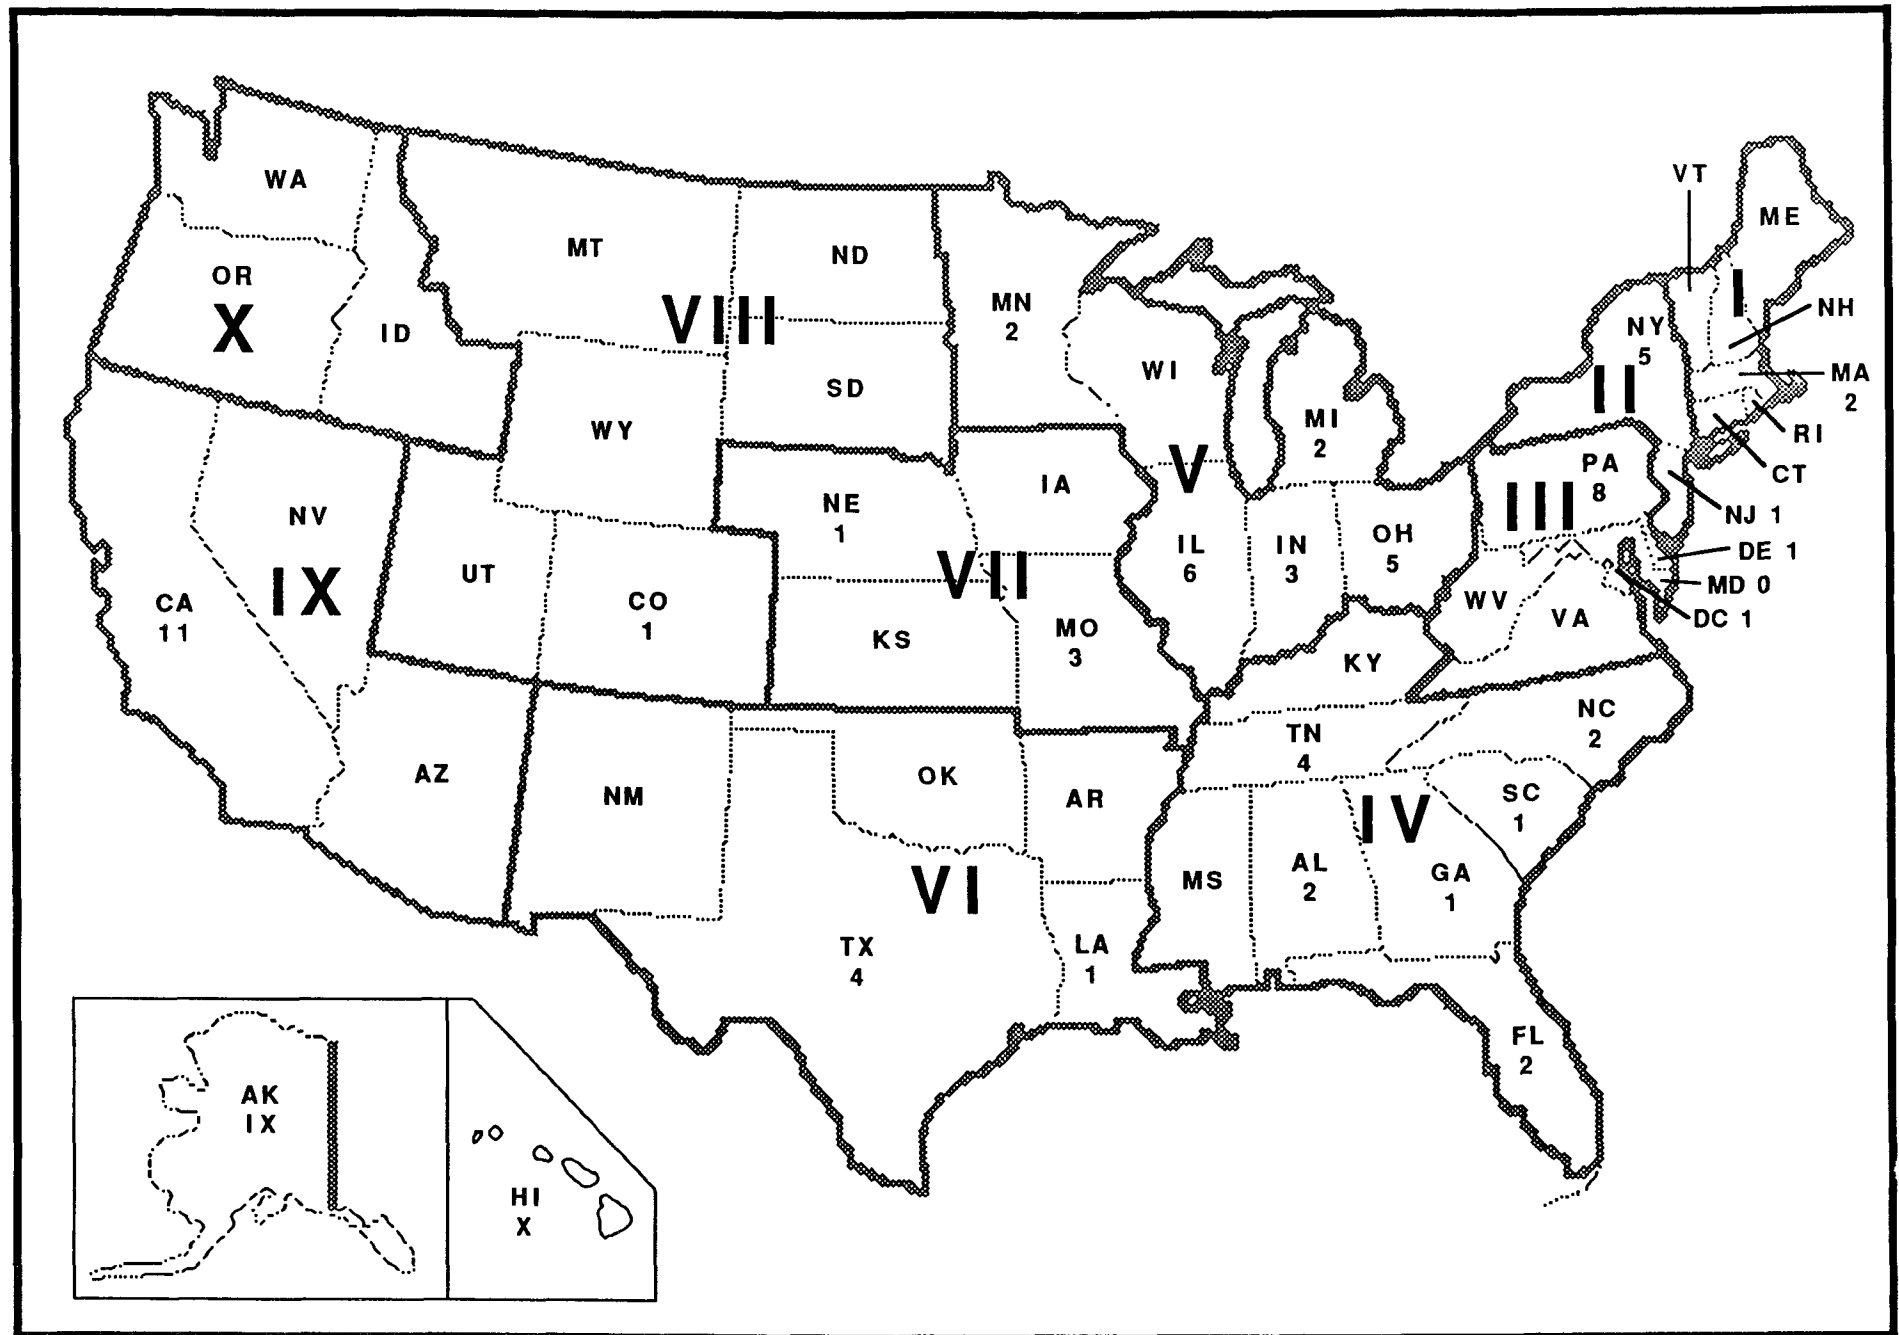 VT
WA
ME
MT
ND
OR
X
MN
2
I
NH
VIII
ID
NY
5
WI
MA
2
SD
II
MI
2
WY
RI
V
PA
8
CT
IA
NE
1
III
NV
NJ 1
IL
6
IN
3
OH
5
DE 1
UT
VII
MD 0
IX
CO
1
CA
11
WV
VA
DC 1
MO
3
KS
KY
NC
2
TN
4
AZ
OK
NM
AR
SC
1
IV
AL
2
GA
1
MS
VI
TX
4
LA
1
FL
2
AK
IX
HI
X